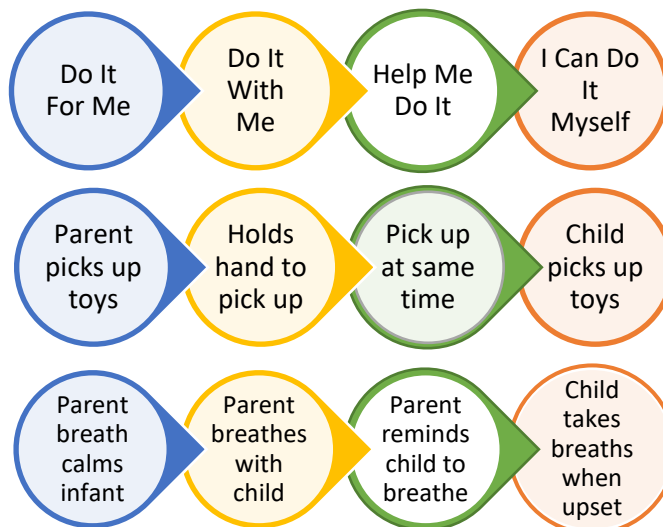 Do It
For Me
Do It
With
Me
Help Me
Do It
I Can Do
It
Myself
Parent
picks up
toys
Holds
hand to
pick up
Pick up
at same
time
Child
picks up
toys
Parent
breath
calms
infant
Parent
breathes
with
child
Parent
reminds
child to
breathe
Child
takes
breaths
when
upset